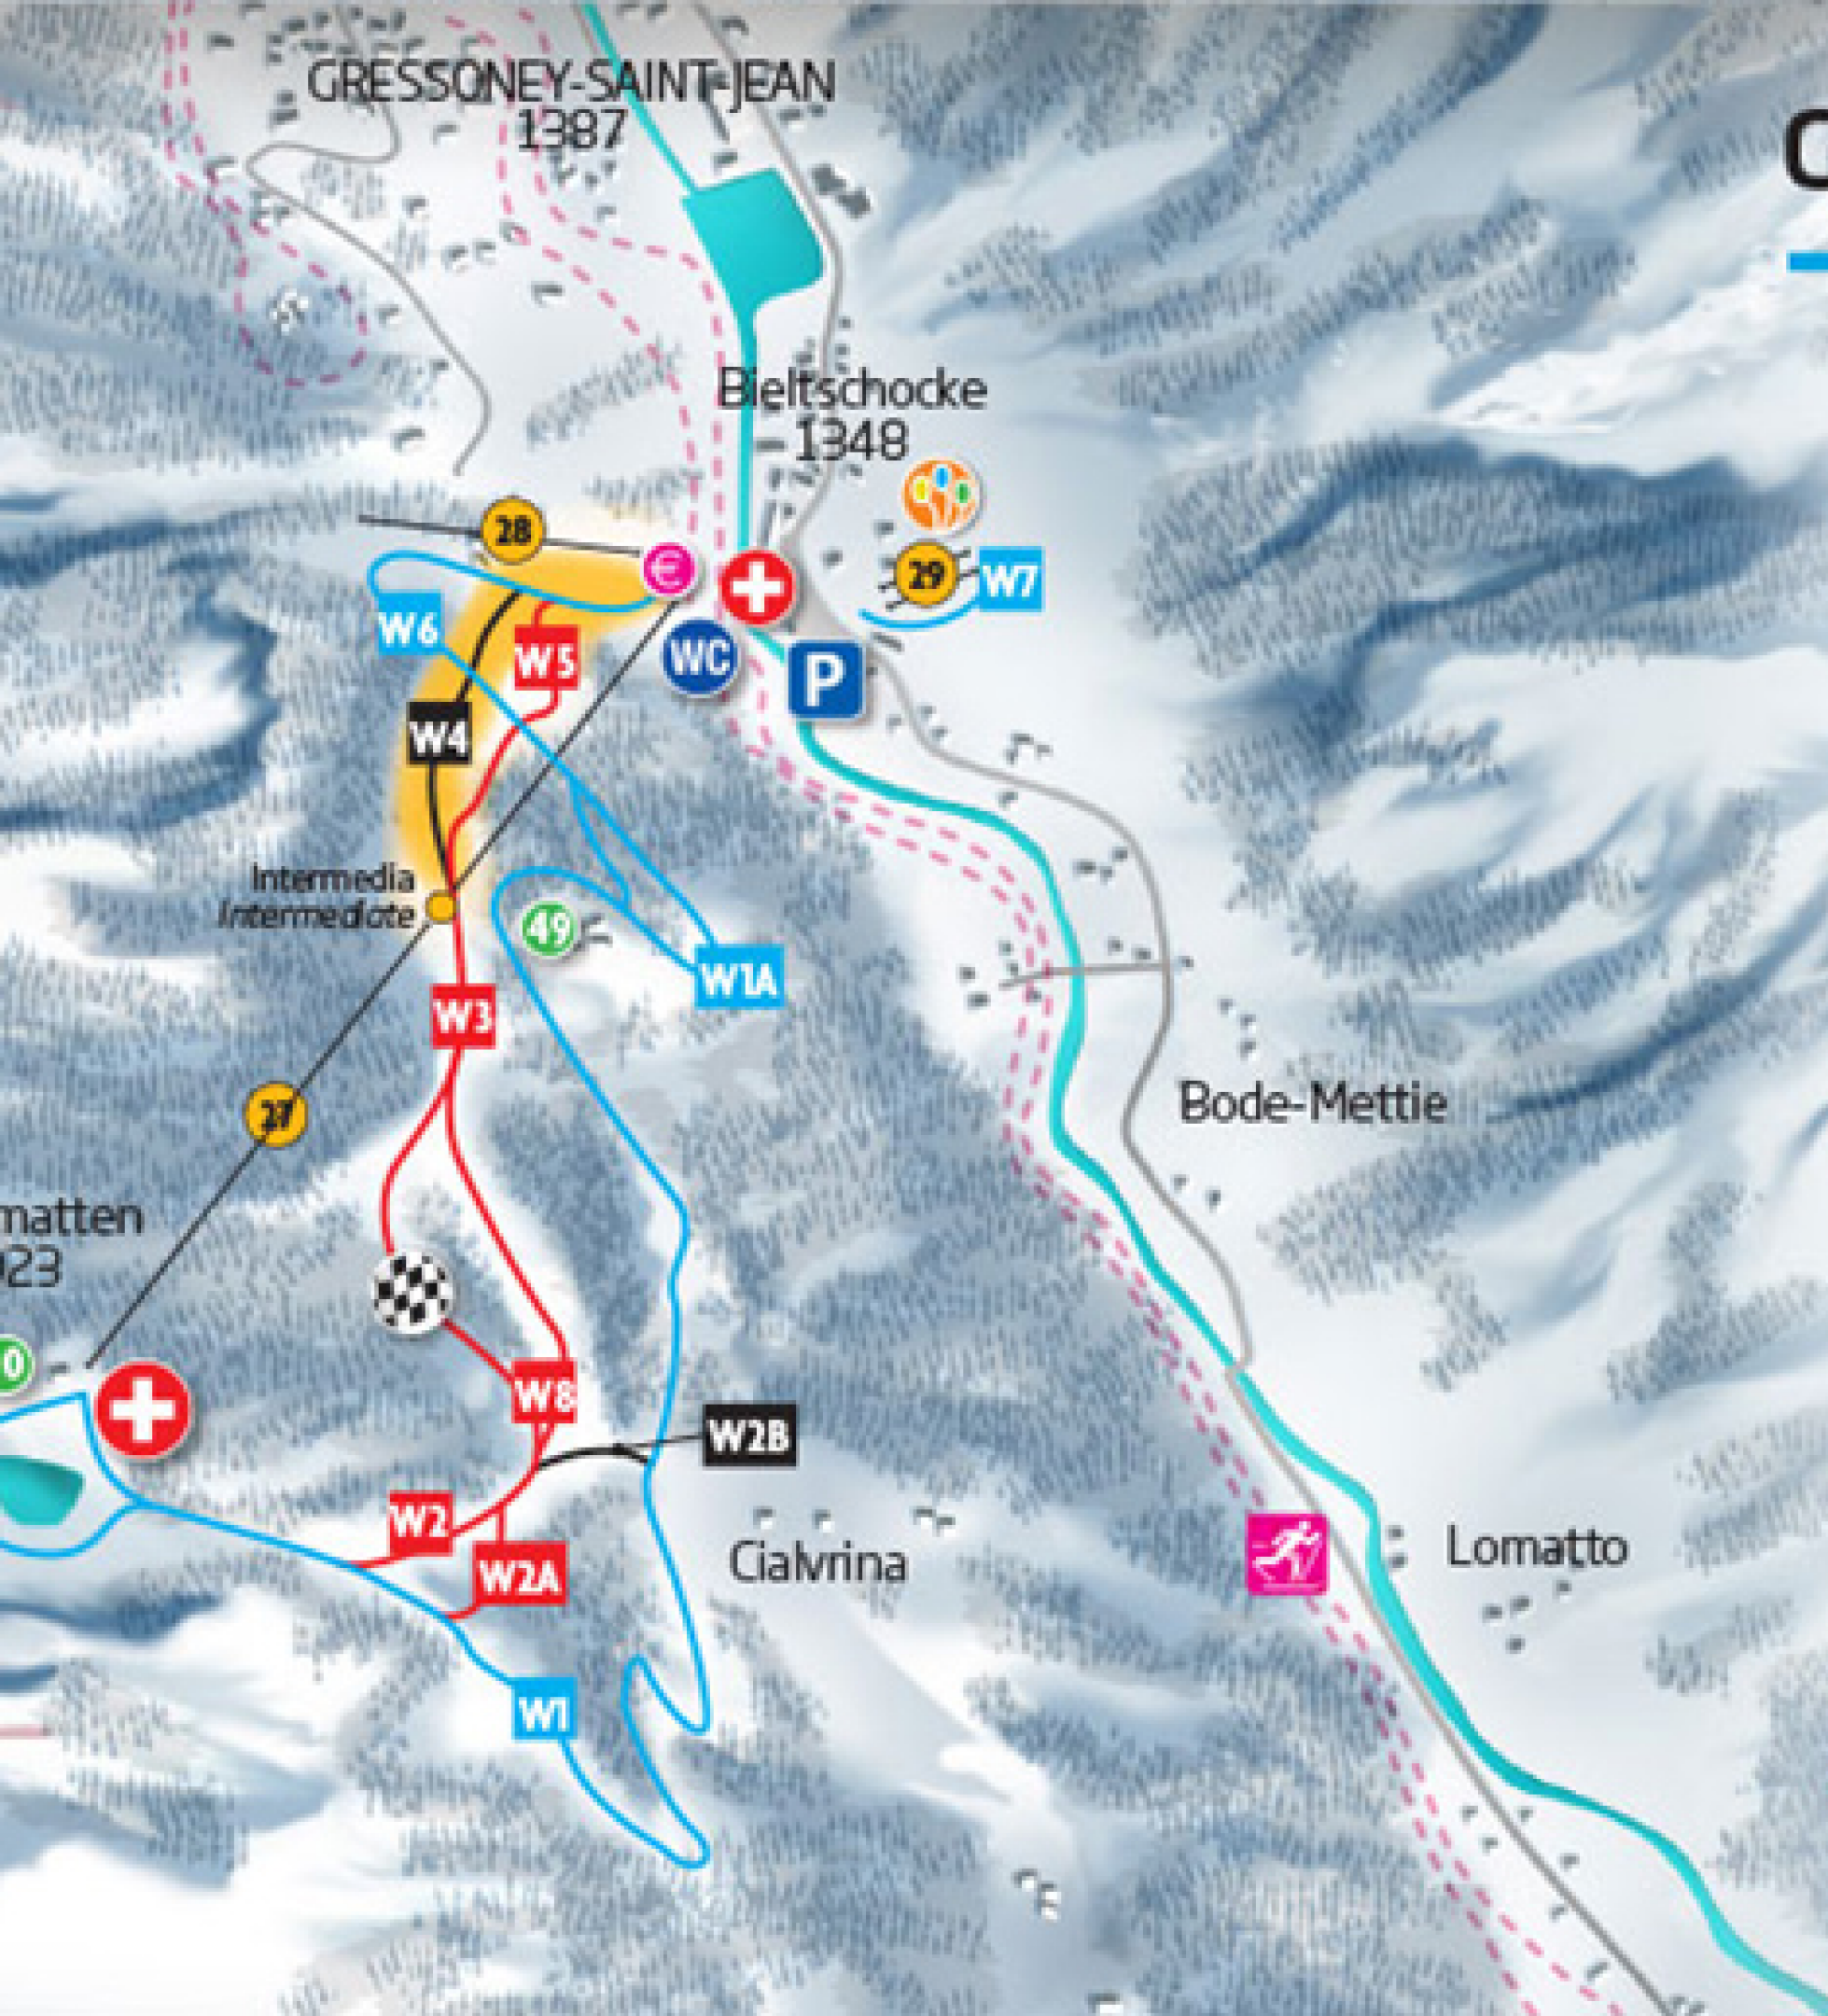 GRESSONEY-SAINT-JEAN
1387
Bieltschocke
1348
28
€
29
W7
W6
W5
WC
P
W4
Intermedia
Intermediate
49
W1A
W3
27
Bode-Mettie
matten
W8
W2B
W2
W2A
Cialvrina
Lomatto
W1